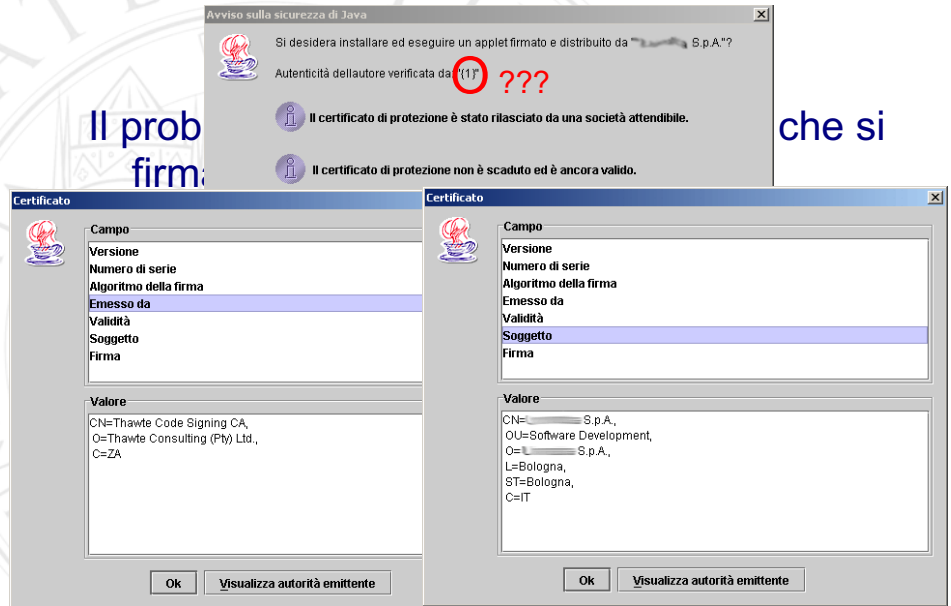 Avviso sulla sicurezza di Java
Si desidera installare ed eseguire un applet firmato e distribuito da " S.p.A."?
Autenticità dellautore verificata da: "{1}"
???
Il certificato di protezione è stato rilasciato da una società attendibile.
Il certificato di protezione non è scaduto ed è ancora valido.
Il prob
che si
firma
Certificato
Campo
Versione
Numero di serie
Algoritmo della firma
Emesso da
Validità
Soggetto
Firma
Valore
CN=Thawte Code Signing CA,
O=Thawte Consulting (Pty) Ltd.,
C=ZA
Ok
Visualizza autorità emittente
Certificato
Campo
Versione
Numero di serie
Algoritmo della firma
Emesso da
Validità
Soggetto
Firma
Valore
CN= S.p.A.,
OU=Software Development,
O= S.p.A.,
L=Bologna,
ST=Bologna,
C=IT
Ok
Visualizza autorità emittente